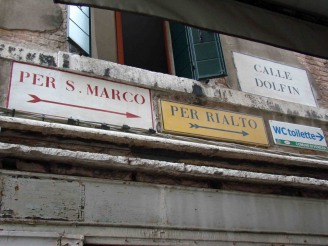 PER S. MARCO
PER RIALTO
CALLE
DOLFIN
WC toilette